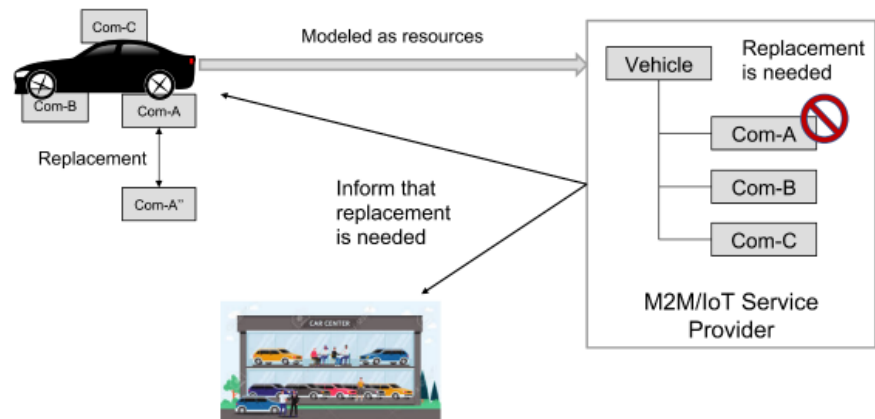 Com-C
Modeled as resources
Com-B
Com-A
Replacement
Com-A"
Vehicle
Replacement
is needed
Com-A
Com-B
Com-C
M2M/IoT Service
Provider
Inform that
replacement
is needed
CAR CENTER